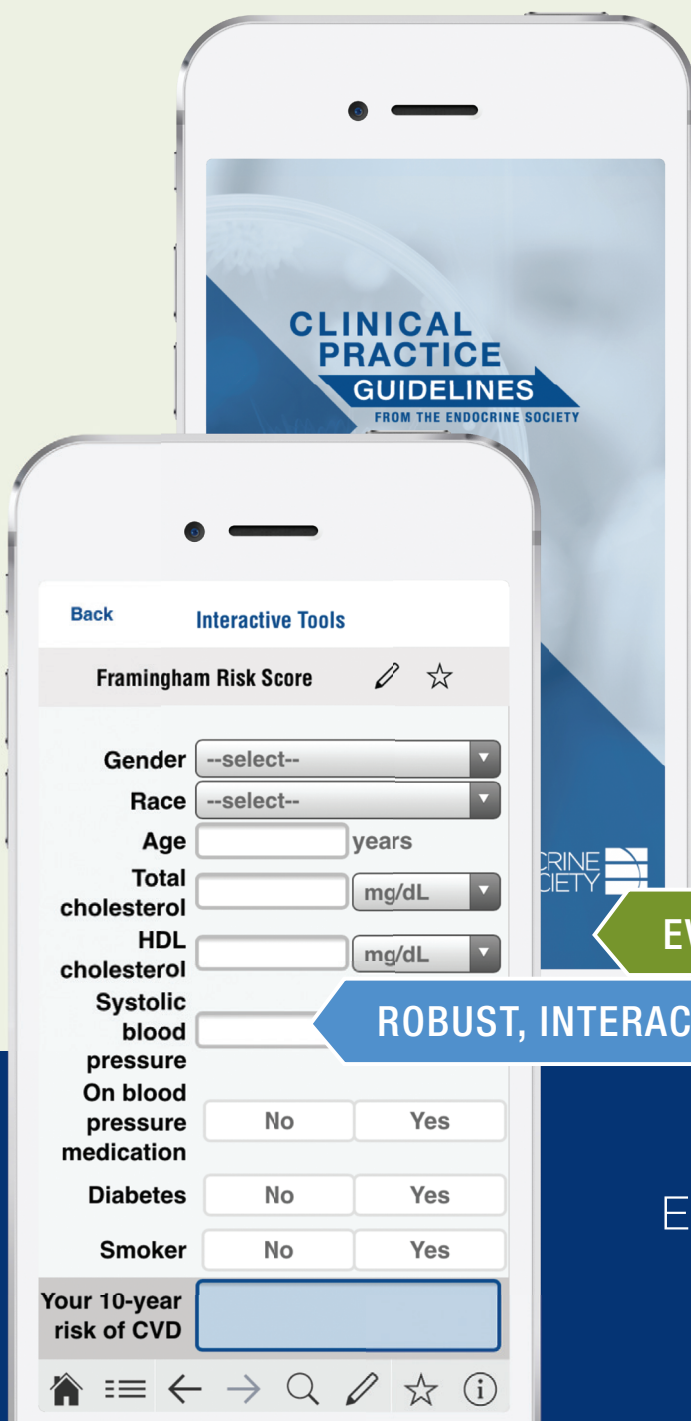 CLINICAL
PRACTICE
GUIDELINES
FROM THE ENDOCRINE SOCIETY
Back Interactive Tools
Framingham Risk Score
Gender --select--
Race --select--
Age years
Total
cholesterol mg/dL
HDL
cholesterol mg/dL
Systolic
blood
pressure
On blood
pressure
medication No Yes
Diabetes No Yes
Smoker No Yes
Your 10-year
risk of CVD
CRINE
CIETY
EV
ROBUST, INTERAC
E